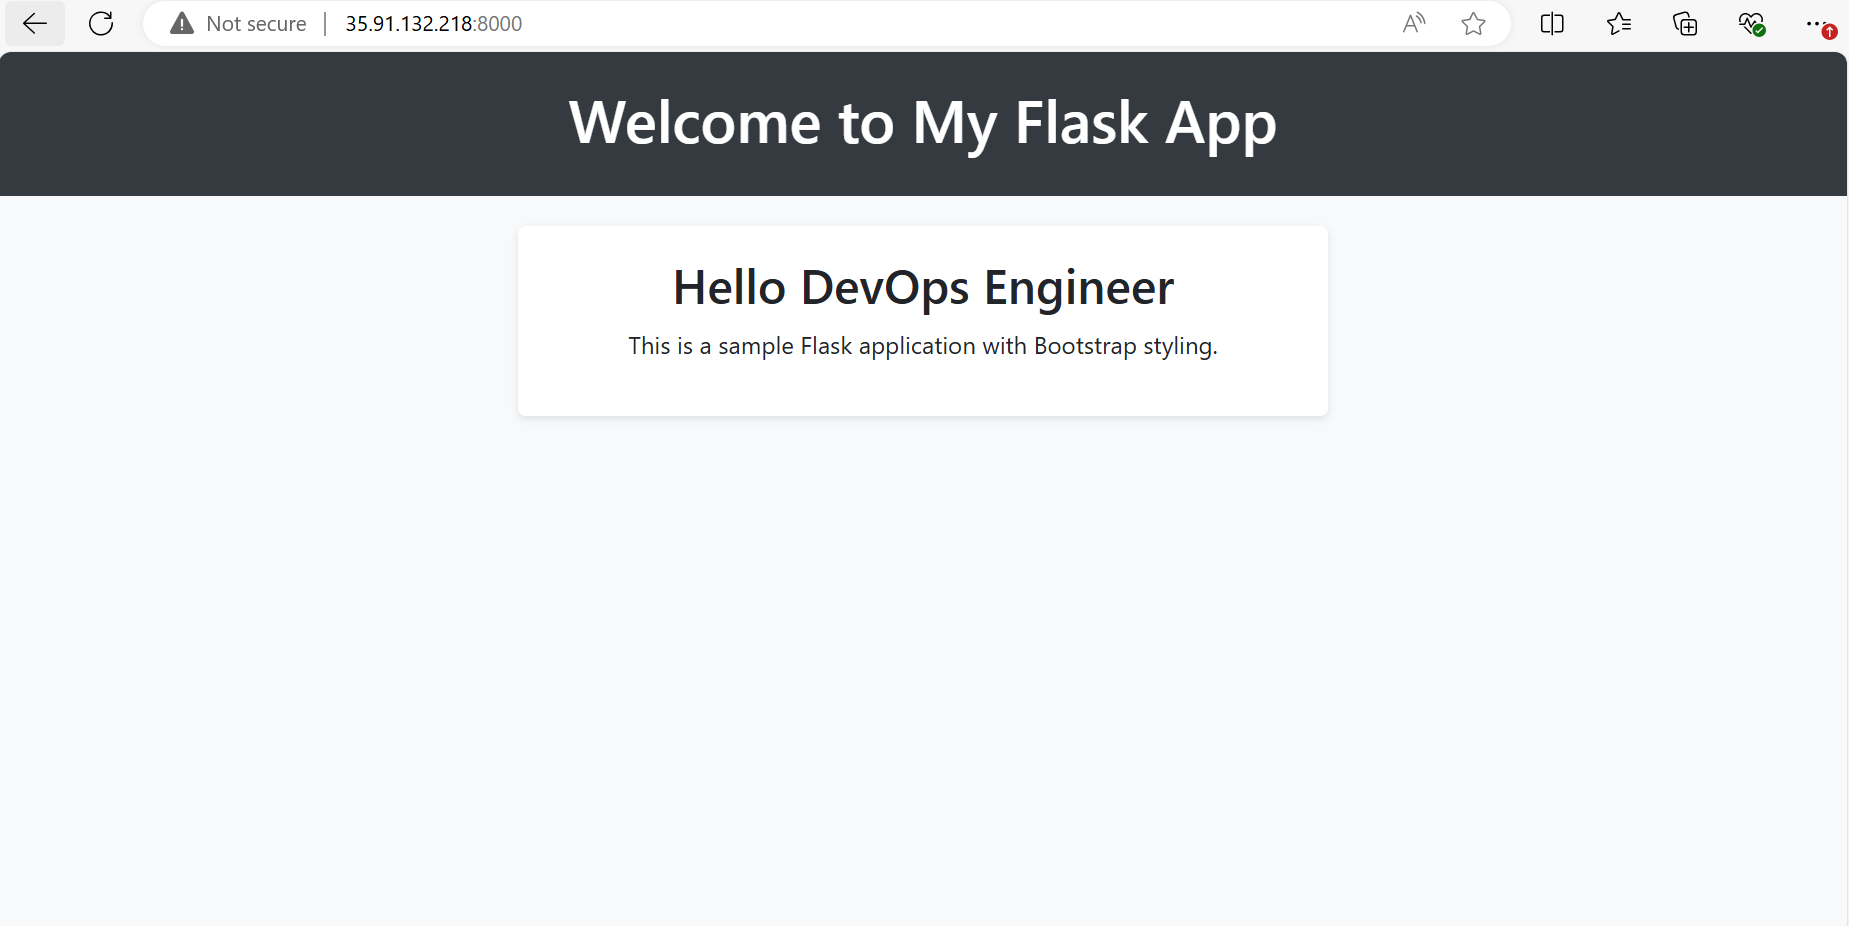 Not secure | 35.91.132.218:8000
Welcome to My Flask App
Hello DevOps Engineer
This is a sample Flask application with Bootstrap styling.